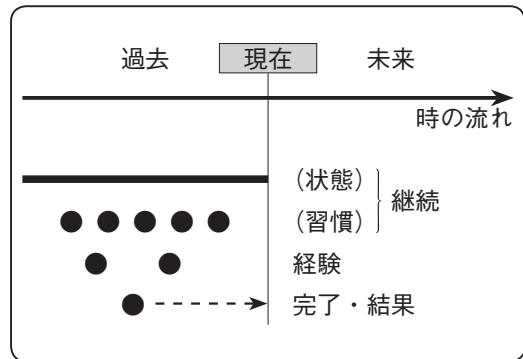 過去 現在 未来
時の流れ
（状態）
（習慣） 継続
経験
完了・結果